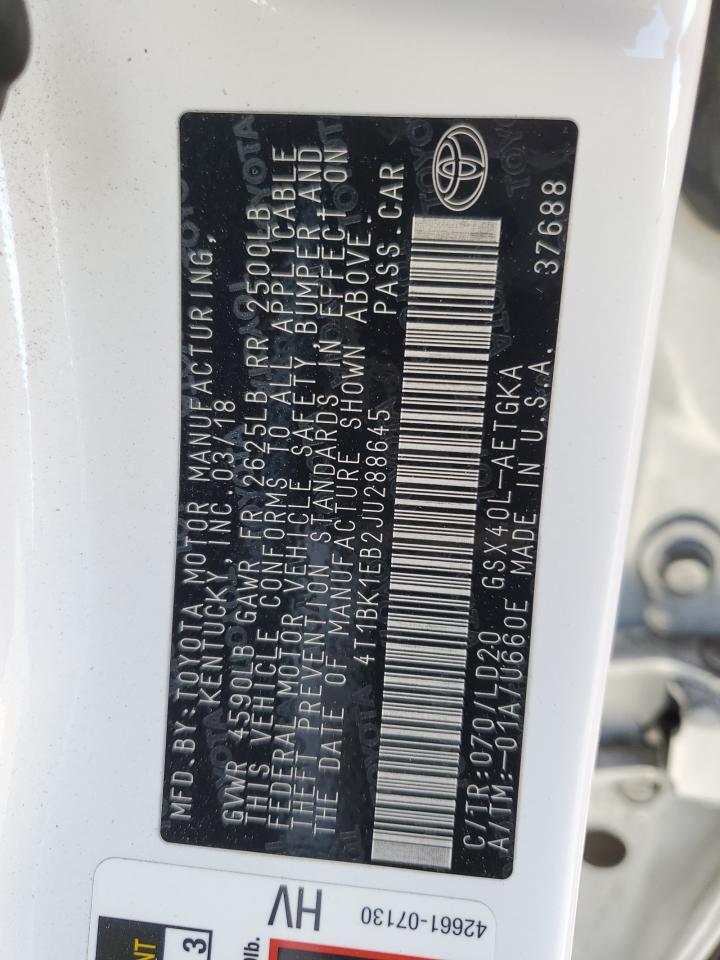 MFD.BY:TOYOTA MOTOR MANUFACTURING,
KENTUCKY,INC.03/18
GVWR 4590LB GAWR FR 2625LB RR 2500LB
THIS VEHICLE CONFORMS TO ALL APPLICABLE
FEDERAL MOTOR VEHICLE SAFETY,BUMPER,AND
THEFT PREVENTION STANDARDS IN EFFECT ON
THE DATE OF MANUFACTURE SHOWN ABOVE.
4T1BK1EB2JU288645 PASS.CAR
C/TR:070/LD20 GSX40L-AETGKA
A/TM:-01A/U660E MADE IN U.S.A. 37688
HV
42661-07130
3
lb.